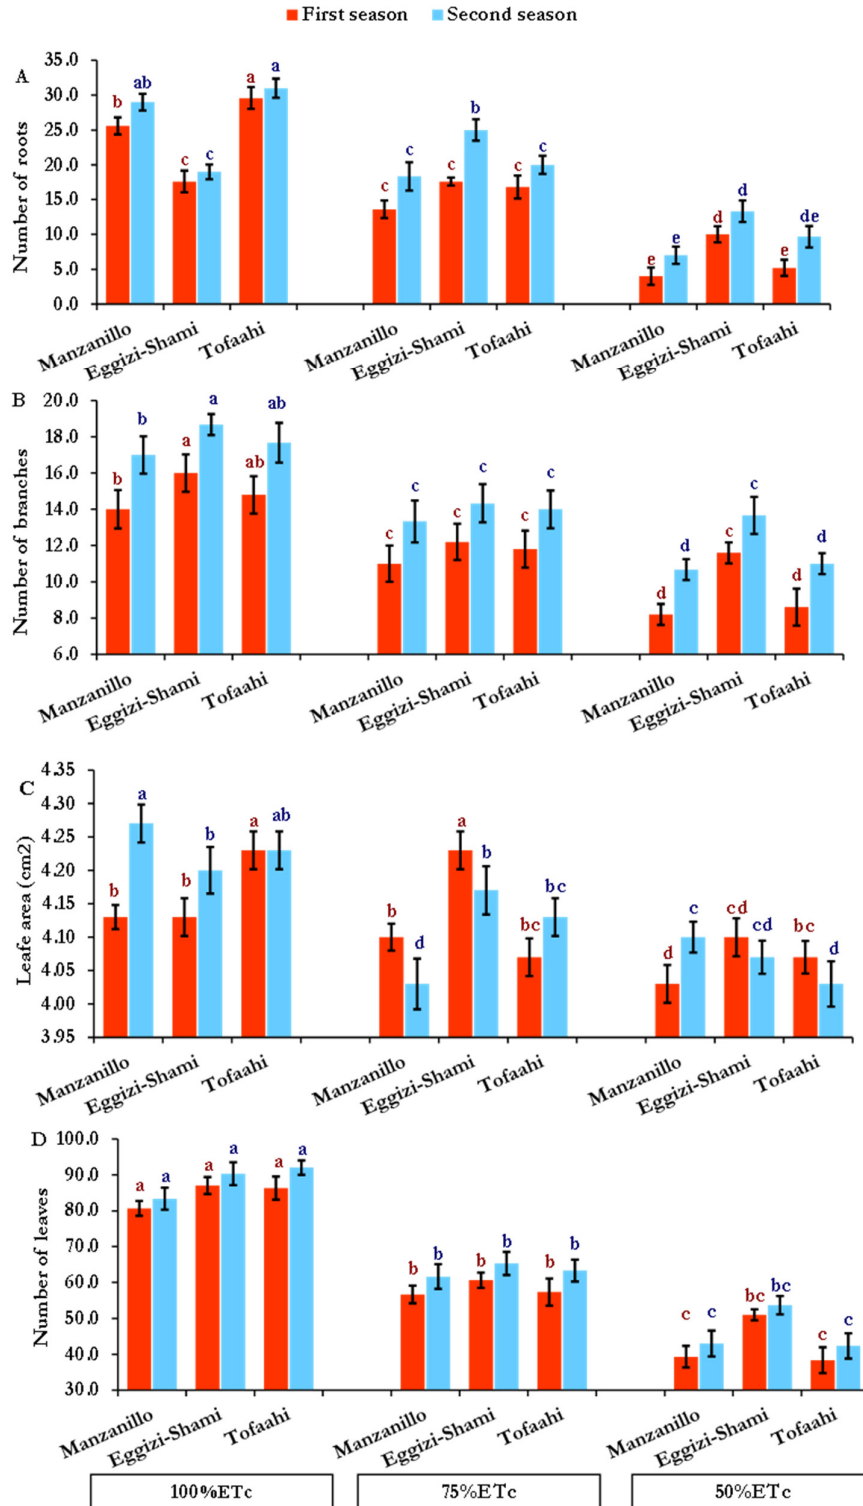 First season Second season
A
Number of roots
35.0
30.0
25.0
20.0
15.0
10.0
5.0
0.0
b ab c c a a c c c b c c e e d d e de
Manzanillo Eggizi-Shami Tofaahi Manzanillo Eggizi-Shami Tofaahi Manzanillo Eggizi-Shami Tofaahi
B
Number of branches
20.0
18.0
16.0
14.0
12.0
10.0
8.0
6.0
b b a a ab ab c c c c c c d d c c d d
Manzanillo Eggizi-Shami Tofaahi Manzanillo Eggizi-Shami Tofaahi Manzanillo Eggizi-Shami Tofaahi
C
Leafe area (cm2)
4.35
4.30
4.25
4.20
4.15
4.10
4.05
4.00
3.95
b a b b a ab b d a b bc bc d c cd cd bc d
Manzanillo Eggizi-Shami Tofaahi Manzanillo Eggizi-Shami Tofaahi Manzanillo Eggizi-Shami Tofaahi
D
Number of leaves
100.0
90.0
80.0
70.0
60.0
50.0
40.0
30.0
a a a a a a b b b b b b c c bc bc c c
Manzanillo Eggizi-Shami Tofaahi Manzanillo Eggizi-Shami Tofaahi Manzanillo Eggizi-Shami Tofaahi
100%ETc 75%ETc 50%ETc